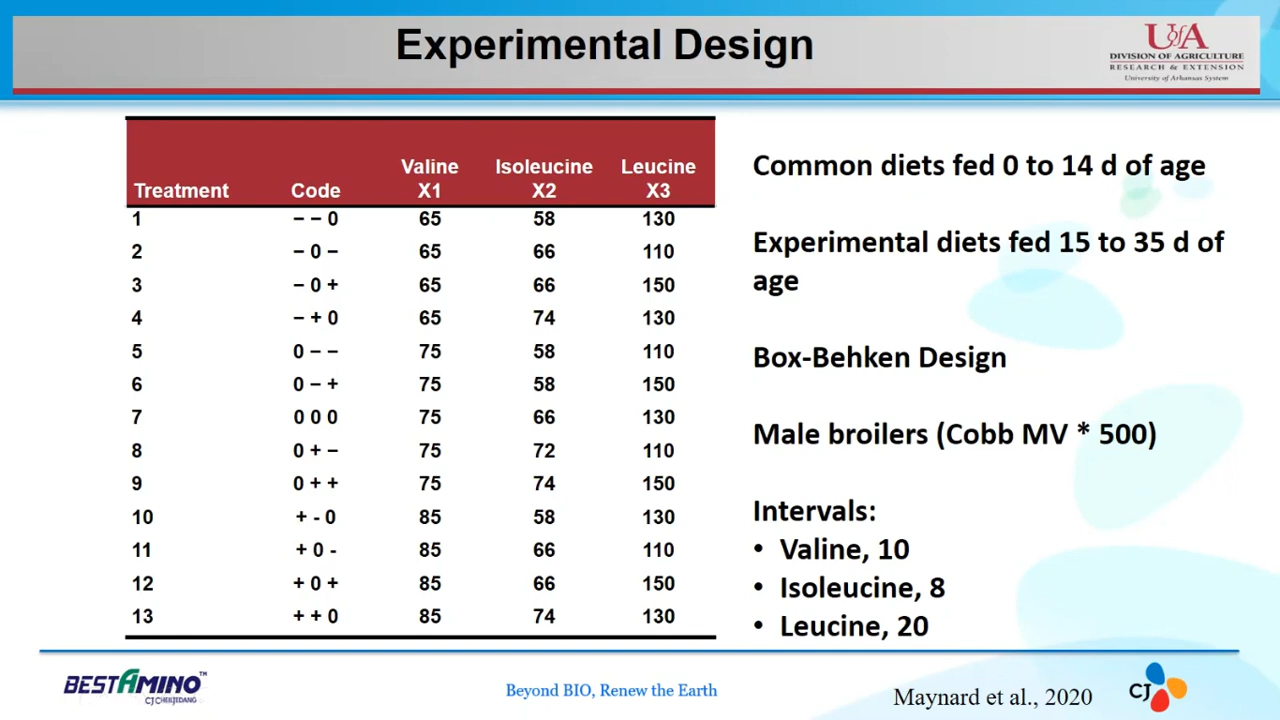 Experimental Design
UofA
DIVISION OF AGRICULTURE
RESEARCH & EXTENSION
University of Arkansas System
Treatment Code Valine X1 Isoleucine X2 Leucine X3
1 – – 0 65 58 130
2 – 0 – 65 66 110
3 – 0 + 65 66 150
4 – + 0 65 74 130
5 0 – – 75 58 110
6 0 – + 75 58 150
7 0 0 0 75 66 130
8 0 + – 75 72 110
9 0 + + 75 74 150
10 + - 0 85 58 130
11 + 0 - 85 66 110
12 + 0 + 85 66 150
13 + + 0 85 74 130
Common diets fed 0 to 14 d of age
Experimental diets fed 15 to 35 d of
age
Box-Behken Design
Male broilers (Cobb MV * 500)
Intervals:
• Valine, 10
• Isoleucine, 8
• Leucine, 20
BESTAMINO™
CJ CHEILJEDANG
Beyond BIO, Renew the Earth
Maynard et al., 2020
CJ